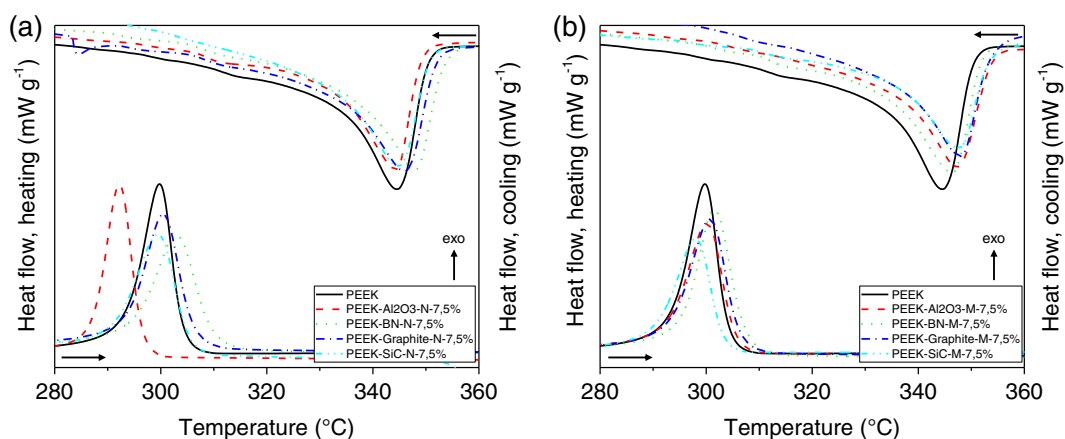 (a)
Heat flow, heating (mW g-1)
exo
PEEK
PEEK-Al2O3-N-7,5%
PEEK-BN-N-7,5%
PEEK-Graphite-N-7,5%
PEEK-SiC-N-7,5%
280 300 320 340 360
Temperature (°C)
Heat flow, cooling (mW g-1)
(b)
Heat flow, heating (mW g-1)
exo
PEEK
PEEK-Al2O3-M-7,5%
PEEK-BN-M-7,5%
PEEK-Graphite-M-7,5%
PEEK-SiC-M-7,5%
280 300 320 340 360
Temperature (°C)
Heat flow, cooling (mW g-1)